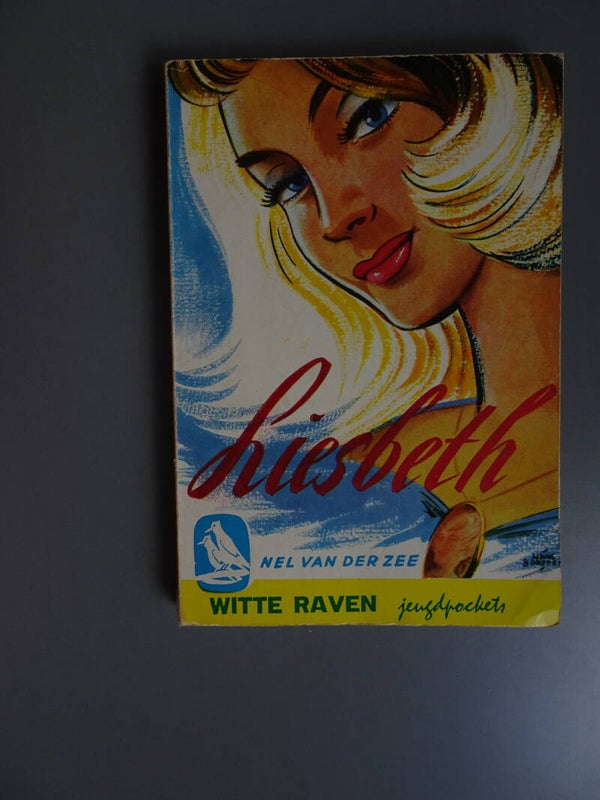 Liesbeth
NEL VAN DER ZEE
WITTE RAVEN jeugdpockets